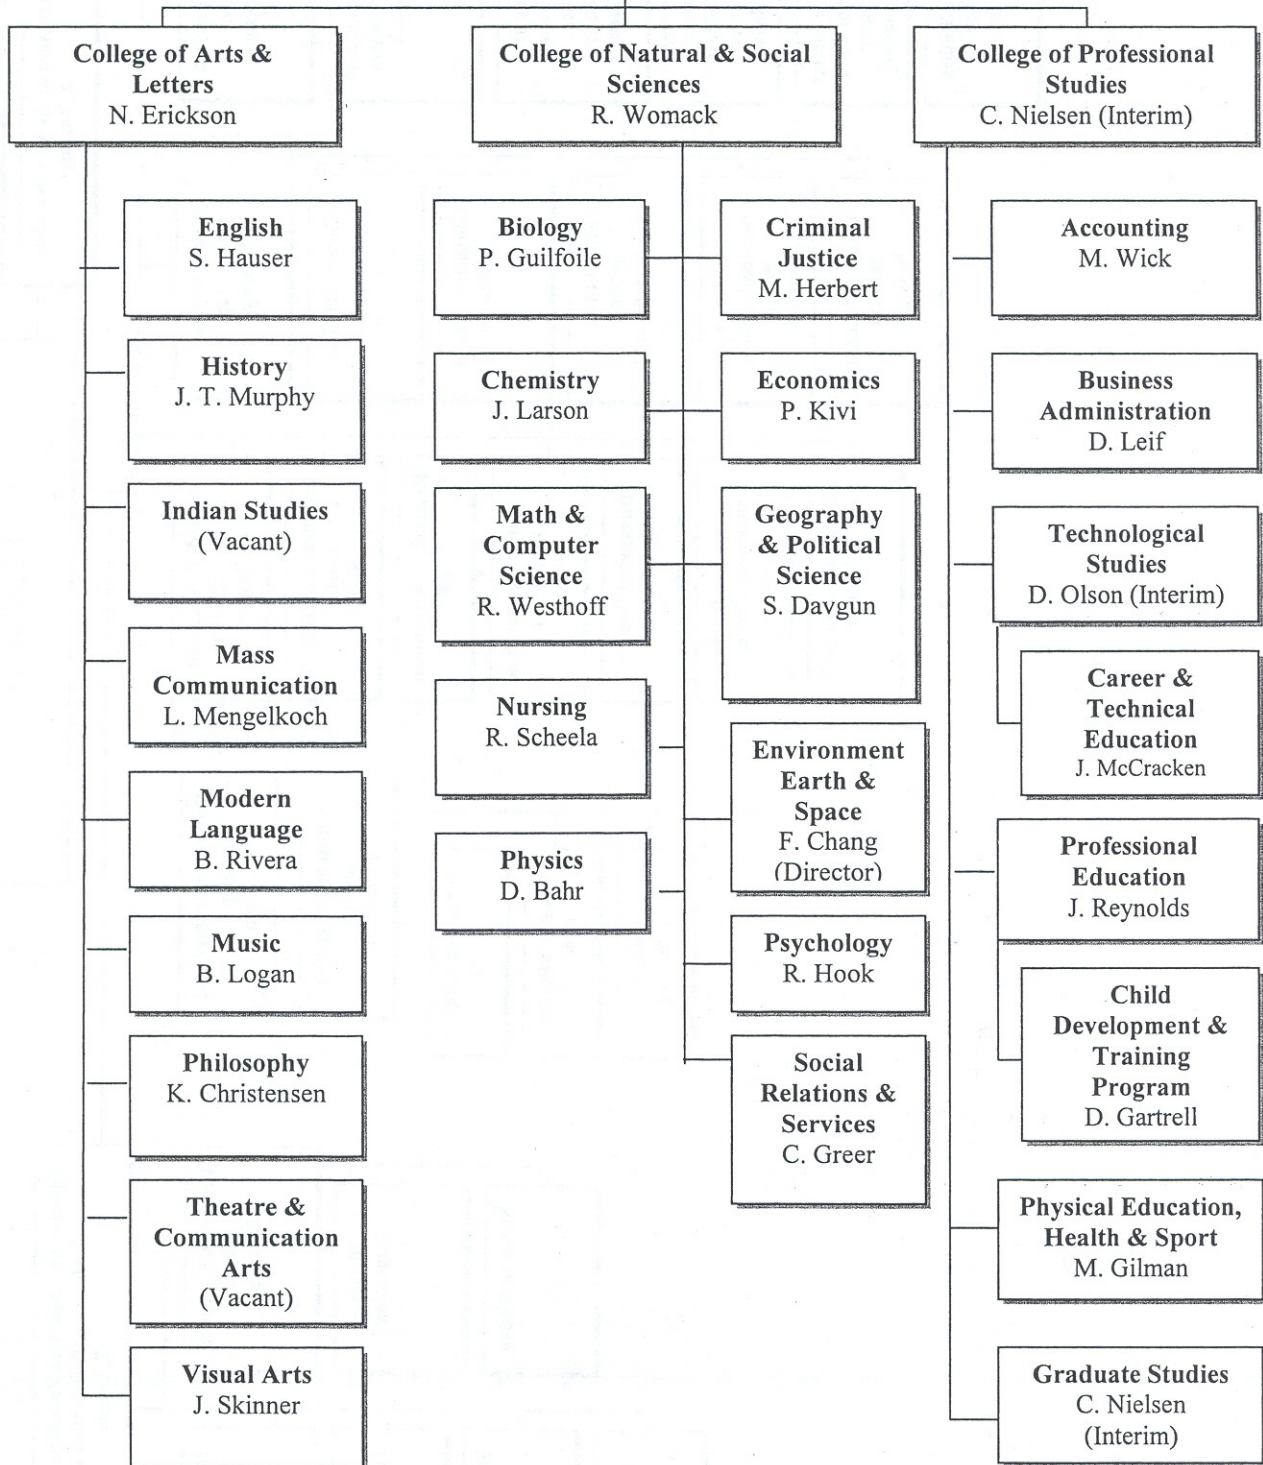 College of Arts &
Letters
N. Erickson
College of Natural & Social
Sciences
R. Womack
College of Professional
Studies
C. Nielsen (Interim)
English
S. Hauser
History
J. T. Murphy
Indian Studies
(Vacant)
Mass
Communication
L. Mengelkoch
Modern
Language
B. Rivera
Music
B. Logan
Philosophy
K. Christensen
Theatre &
Communication
Arts
(Vacant)
Visual Arts
J. Skinner
Biology
P. Guilfoile
Chemistry
J. Larson
Math &
Computer
Science
R. Westhoff
Nursing
R. Scheela
Physics
D. Bahr
Criminal
Justice
M. Herbert
Economics
P. Kivi
Geography
& Political
Science
S. Davgun
Environment
Earth &
Space
F. Chang
(Director)
Psychology
R. Hook
Social
Relations &
Services
C. Greer
Accounting
M. Wick
Business
Administration
D. Leif
Technological
Studies
D. Olson (Interim)
Career &
Technical
Education
J. McCracken
Professional
Education
J. Reynolds
Child
Development &
Training
Program
D. Gartrell
Physical Education,
Health & Sport
M. Gilman
Graduate Studies
C. Nielsen
(Interim)